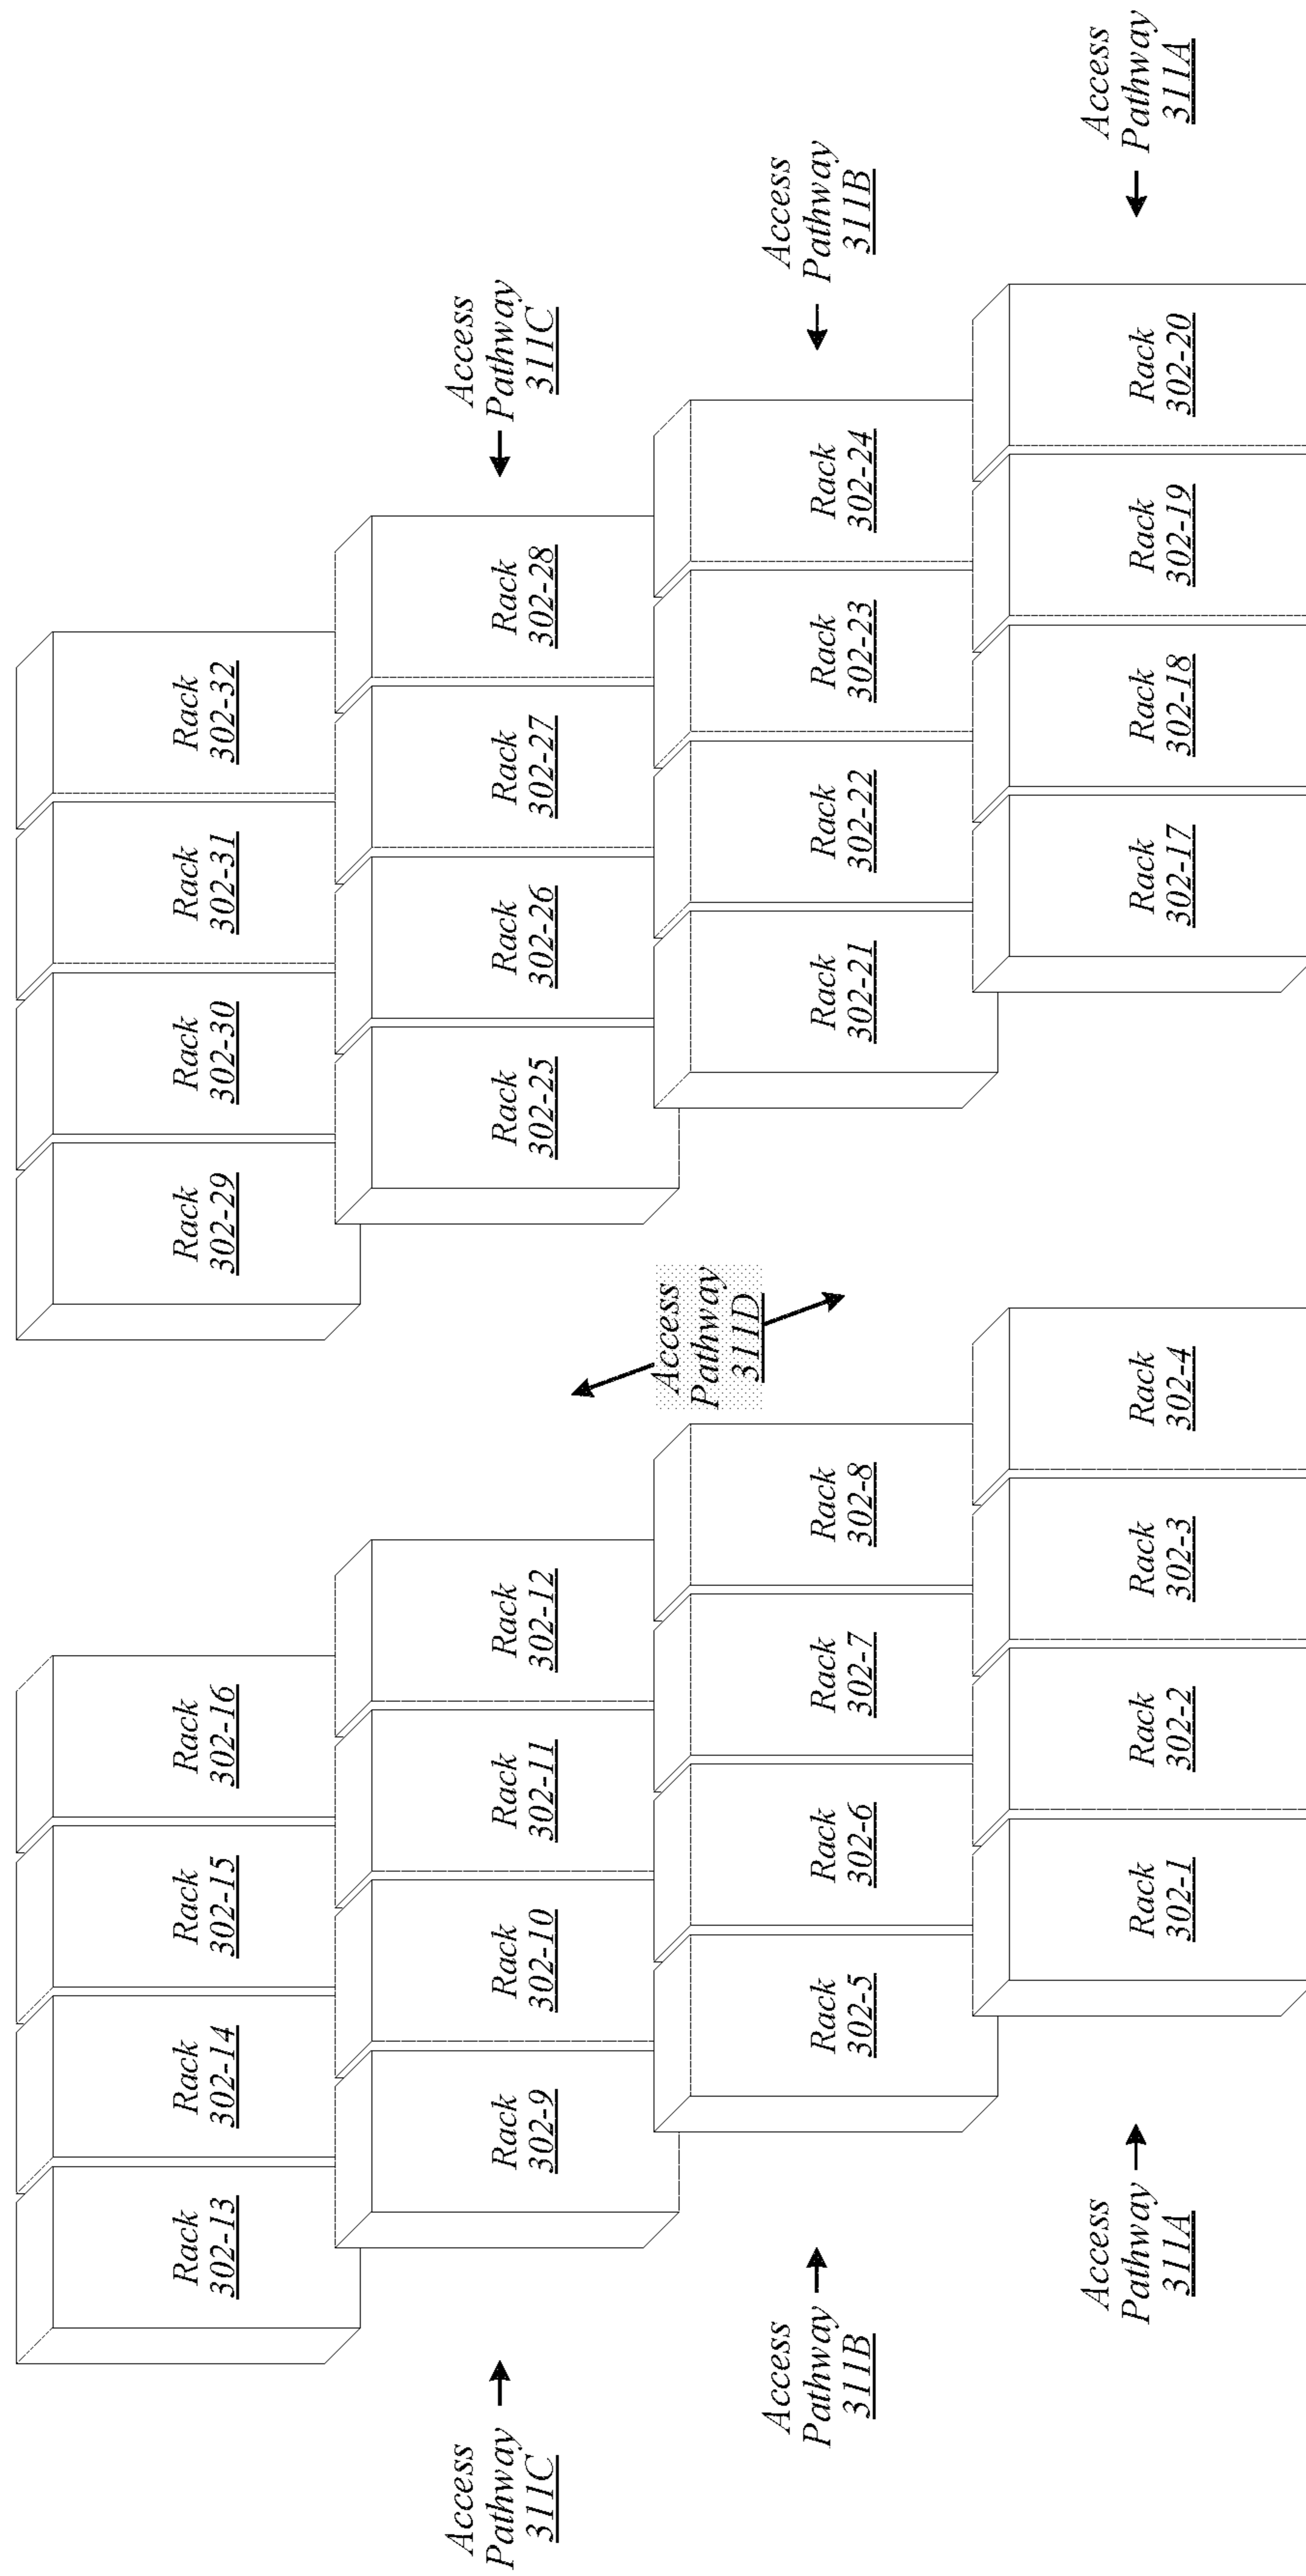 Rack
302-13
Rack
302-14
Rack
302-15
Rack
302-16
Rack
302-29
Rack
302-30
Rack
302-31
Rack
302-32
Access
Pathway
311C
Rack
302-9
Rack
302-10
Rack
302-11
Rack
302-12
Rack
302-25
Rack
302-26
Rack
302-27
Rack
302-28
Access
Pathway
311C
Access
Pathway
311D
Access
Pathway
311B
Rack
302-5
Rack
302-6
Rack
302-7
Rack
302-8
Rack
302-21
Rack
302-22
Rack
302-23
Rack
302-24
Access
Pathway
311B
Access
Pathway
311A
Rack
302-1
Rack
302-2
Rack
302-3
Rack
302-4
Rack
302-17
Rack
302-18
Rack
302-19
Rack
302-20
Access
Pathway
311A